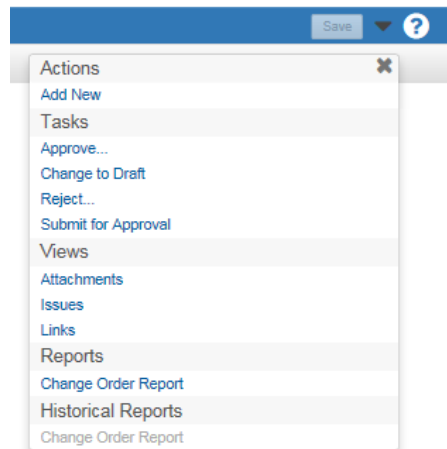 Save ?
Actions
Add New
Tasks
Approve...
Change to Draft
Reject...
Submit for Approval
Views
Attachments
Issues
Links
Reports
Change Order Report
Historical Reports
Change Order Report